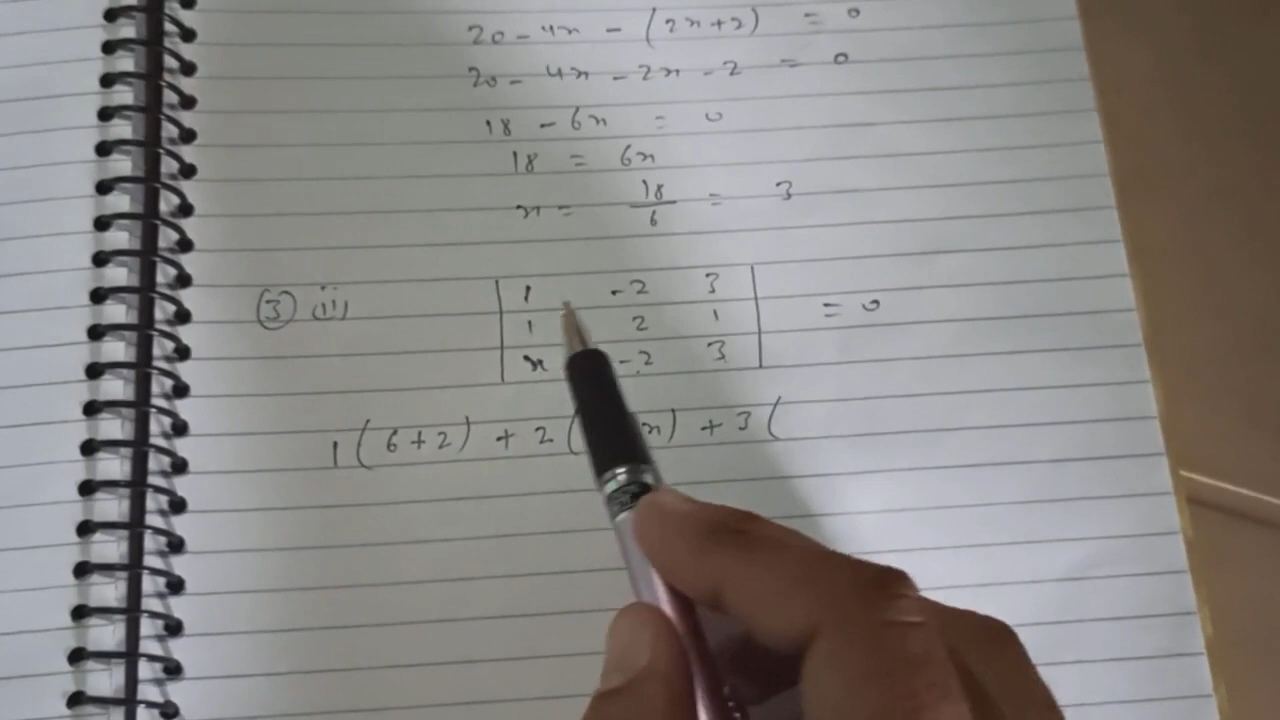 20 - 4x - (2x+2) = 0
20 - 4x - 2x - 2 = 0
18 - 6x = 0
18 = 6x
x = 18/6 = 3
③ (ii) | 1 -2 3 | = 0
| 1 2 1 |
| x -2 3 |
1(6+2) + 2( x) + 3(